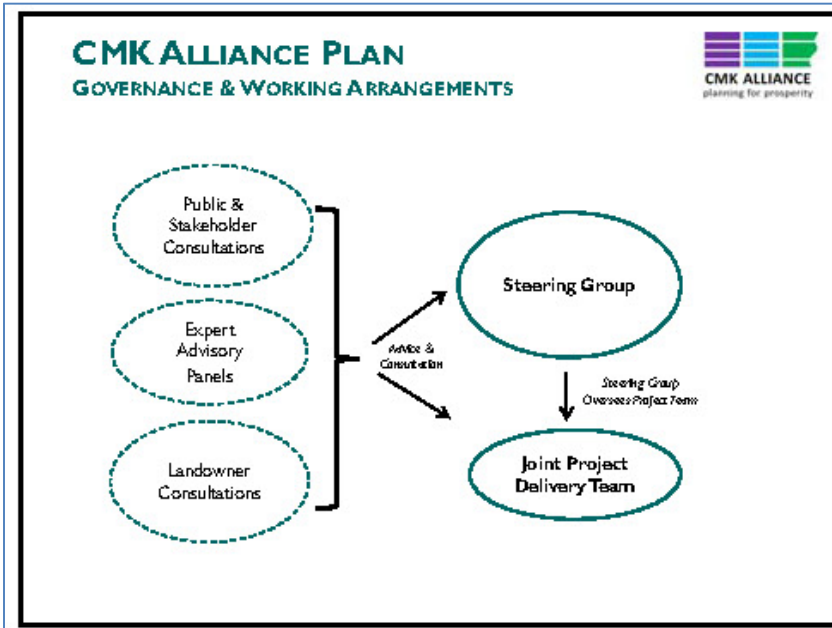 CMK ALLIANCE PLAN
GOVERNANCE & WORKING ARRANGEMENTS
CMK ALLIANCE
planning for prosperity
Public &
Stakeholder
Consultations
Expert
Advisory
Panels
Landowner
Consultations
Advice &
Consultation
Steering Group
Steering Group
Oversees Project Team
Joint Project
Delivery Team